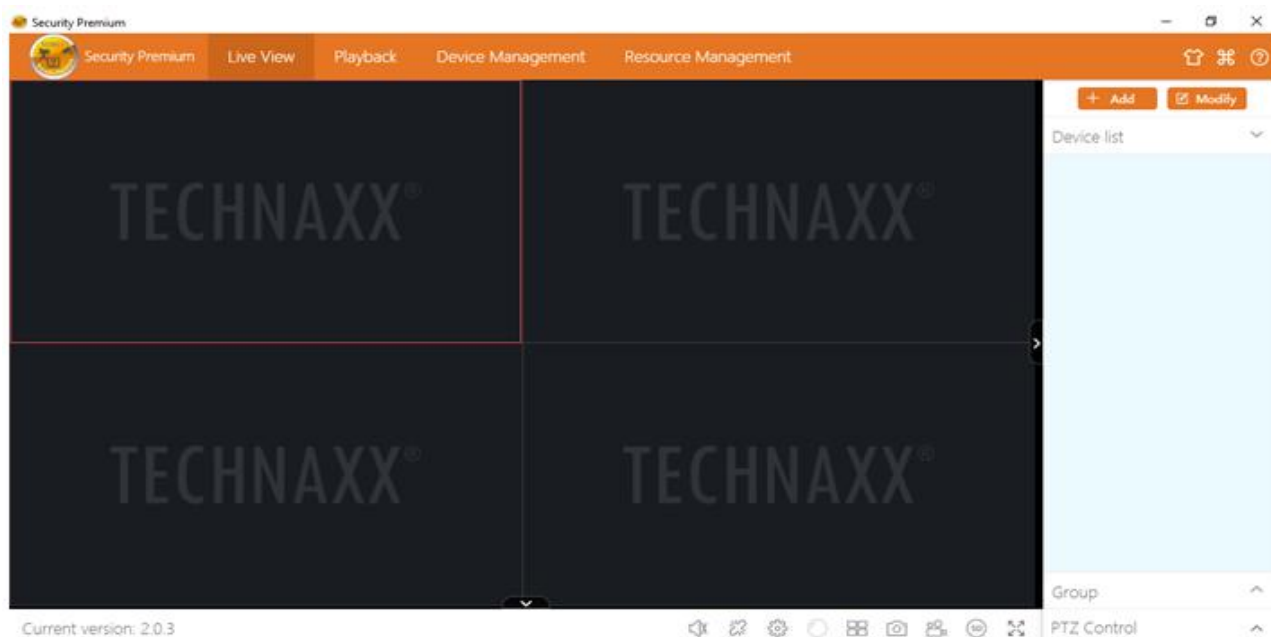 Security Premium
Security Premium Live View Playback Device Management Resource Management
+ Add Modify
Device list
TECHNAXX® TECHNAXX®
TECHNAXX® TECHNAXX®
Group
Current version: 2.0.3
PTZ Control